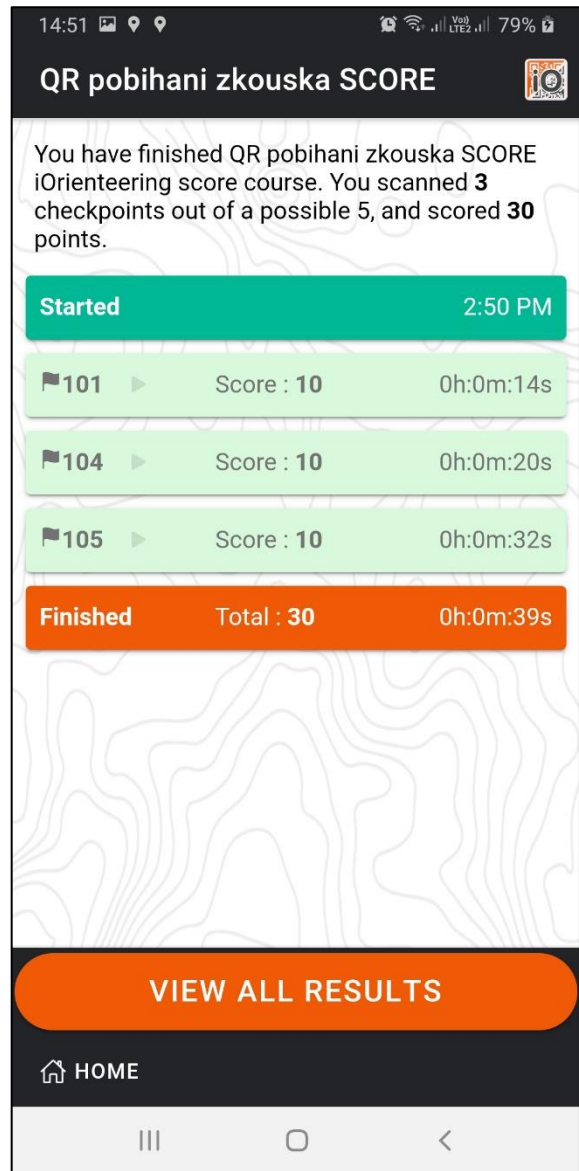 14:51 79%
QR pobihani zkouska SCORE
iO
You have finished QR pobihani zkouska SCORE
iOrienteering score course. You scanned 3
checkpoints out of a possible 5, and scored 30
points.
Started 2:50 PM
101 Score : 10 0h:0m:14s
104 Score : 10 0h:0m:20s
105 Score : 10 0h:0m:32s
Finished Total : 30 0h:0m:39s
VIEW ALL RESULTS
HOME